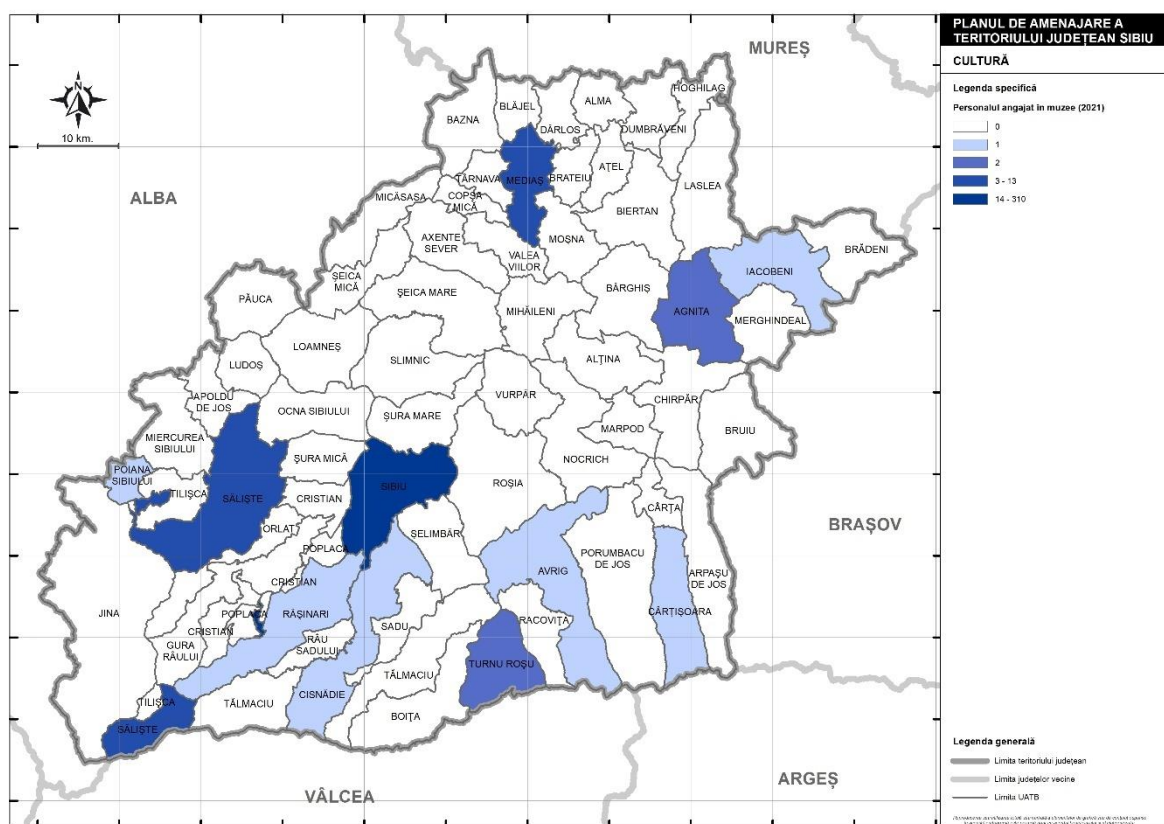 PLANUL DE AMENAJARE A
TERITORIULUI JUDEȚEAN SIBIU
CULTURĂ
Legenda specifică
Personalul angajat în muzee (2021)
0
1
2
3 - 13
14 - 310
N
10 km.
MUREȘ
ALBA
BRAȘOV
ARGEȘ
VÂLCEA
HOGHILAG
BLĂJEL
ALMA
BAZNA
DÂRLOS
DUMBRĂVENI
AȚEL
TÂRNAVA
MEDIAȘ
BRATEIU
LASLEA
MICĂSASA
COPȘA
MICĂ
BIERTAN
AXENTE
SEVER
MOȘNA
VALEA
VIILOR
BRĂDENI
IACOBENI
ȘEICA
MICĂ
ȘEICA MARE
BÂRGHIȘ
PĂUCA
MIHĂILENI
AGNITA
MERGHINDEAL
LOAMNEȘ
SLIMNIC
ALȚINA
LUDOȘ
APOLDU
DE JOS
VURPĂR
CHIRPĂR
OCNA SIBIULUI
ȘURA MARE
MARPOD
BRUIU
MIERCUREA
SIBIULUI
ȘURA MICĂ
NOCRICH
POIANA
SIBIULUI
TILIȘCA
SĂLIȘTE
CRISTIAN
SIBIU
ROȘIA
CÂRȚA
ORLAT
ȘELIMBĂR
POPLACA
PORUMBACU
DE JOS
AVRIG
ARPAȘU
DE JOS
CRISTIAN
JINA
POPLACA
RĂȘINARI
CÂRȚIȘOARA
CRISTIAN
SADU
RACOVIȚA
GURA
RÂULUI
RÂU
SADULUI
TURNU ROȘU
TĂLMACIU
CISNĂDIE
TILIȘCA
TĂLMACIU
BOIȚA
SĂLIȘTE
Legenda generală
Limita teritoriului județean
Limita județelor vecine
Limita UATB